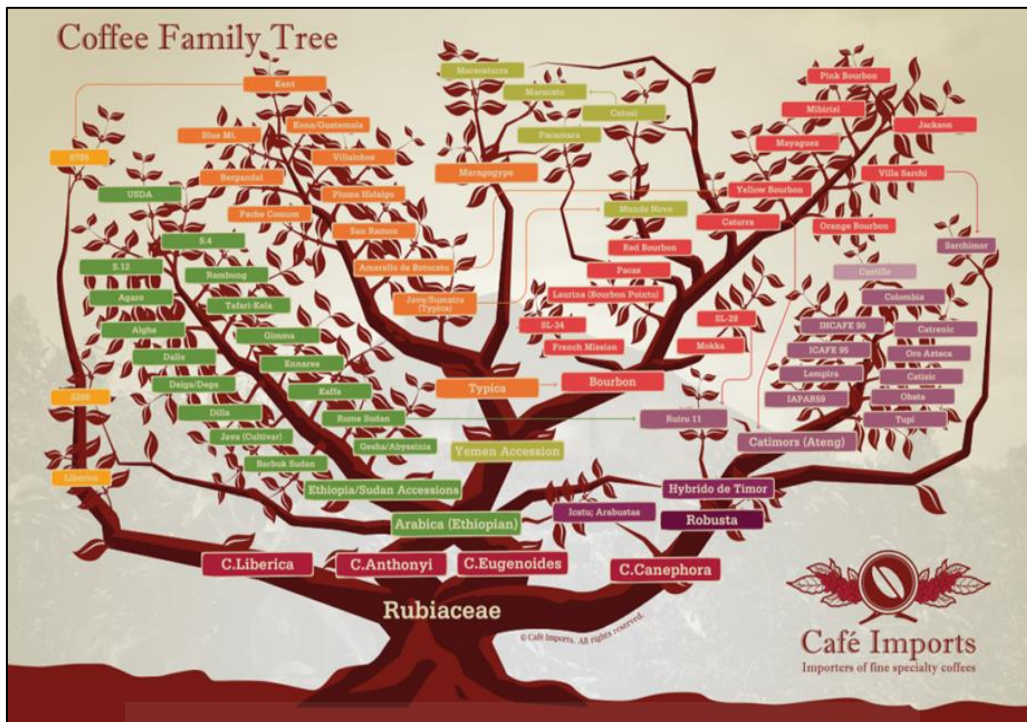 Coffee Family Tree
Kent
Maracaturra
Maracatu
Catuai
Pacamara
Pink Bourbon
Mibirizi
Jackson
Mayaguez
Blue Mt.
Kona/Guatemala
Villalobos
Bergandal
Pluma Hidalgo
Maragogype
Yellow Bourbon
Villa Sarchi
S795
USDA
Pache Comum
San Ramon
Mundo Novo
Caturra
Orange Bourbon
Sarchimor
S.4
Amarello de Botucatu
Red Bourbon
Pacas
Castillo
S.12
Rambung
Agaro
Tafari-Kela
Java/Sumatra
(Typica)
Laurina (Bourbon Pointu)
Colombia
Alghe
Gimma
SL-34
SL-28
IHCAFE 90
Catrenic
Dalle
Ennarea
French Mission
Mokka
ICAFE 95
Oro Azteca
Deiga/Dega
Kaffa
Typica
Bourbon
Lempira
Catisic
S288
Dilla
Rume Sudan
Ruiru 11
IAPAR59
Obata
Tupi
Java (Cultivar)
Gesha/Abyssinia
Yemen Accession
Catimors (Ateng)
Barbuk Sudan
Liberica
Ethiopia/Sudan Accessions
Hybrido de Timor
Arabica (Ethiopian)
Icatu; Arabustas
Robusta
C.Liberica
C.Anthonyi
C.Eugenoides
C.Canephora
Rubiaceae
© Café Imports. All rights reserved.
Café Imports
Importers of fine specialty coffees